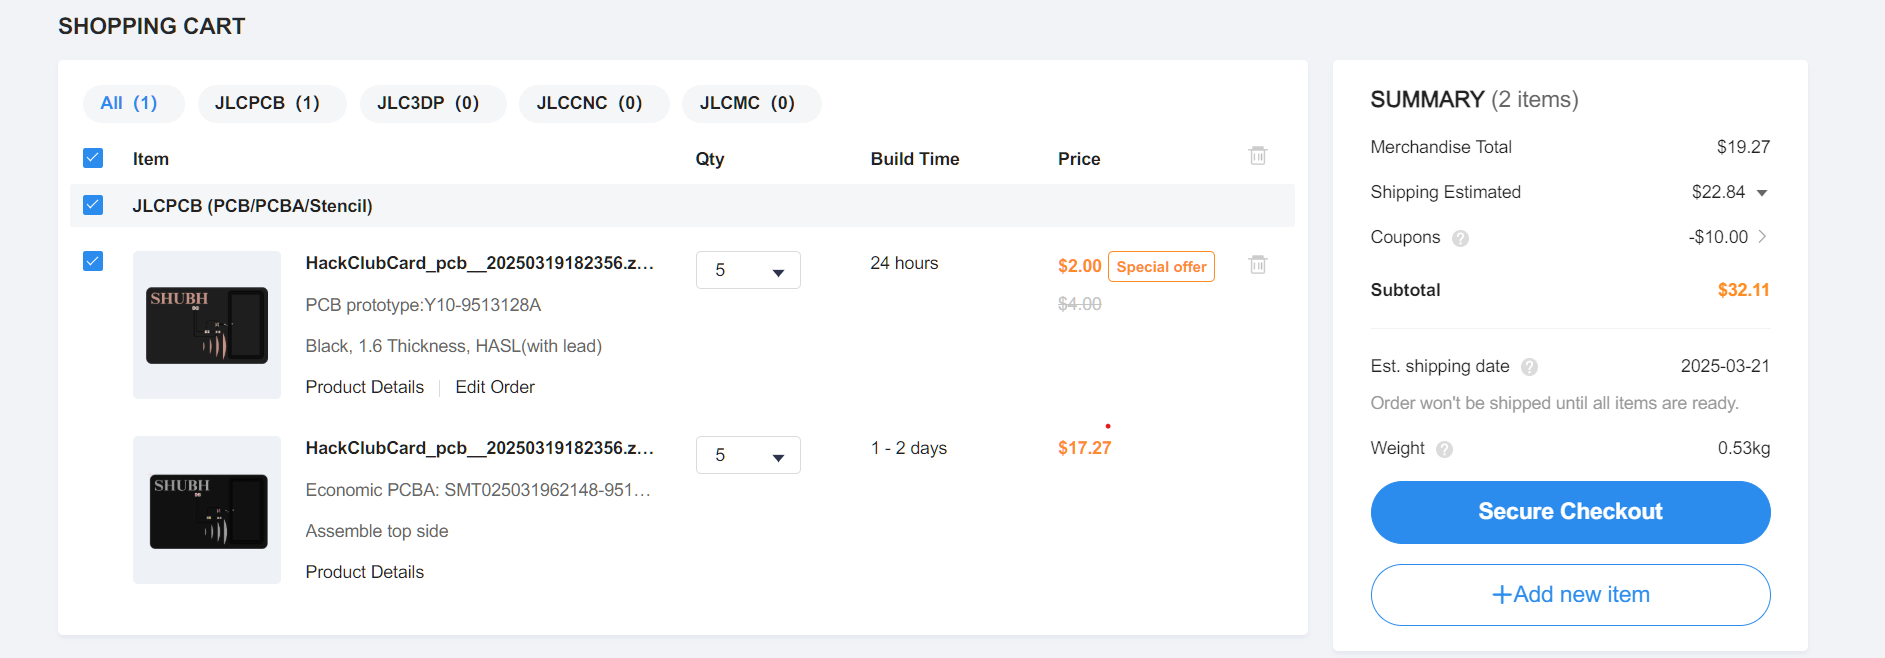 SHOPPING CART
All (1)
JLCPCB (1)
JLC3DP (0)
JLCCNC (0)
JLCMC (0)
Item
Qty
Build Time
Price
JLCPCB (PCB/PCBA/Stencil)
SHUBH
HackClubCard_pcb__20250319182356.z...
5
24 hours
$2.00
Special offer
PCB prototype:Y10-9513128A
$4.00
Black, 1.6 Thickness, HASL(with lead)
Product Details
Edit Order
SHUBH
HackClubCard_pcb__20250319182356.z...
5
1 - 2 days
$17.27
Economic PCBA: SMT025031962148-951...
Assemble top side
Product Details
SUMMARY (2 items)
Merchandise Total $19.27
Shipping Estimated $22.84
Coupons ? -$10.00
Subtotal $32.11
Est. shipping date ? 2025-03-21
Order won't be shipped until all items are ready.
Weight ? 0.53kg
Secure Checkout
+Add new item